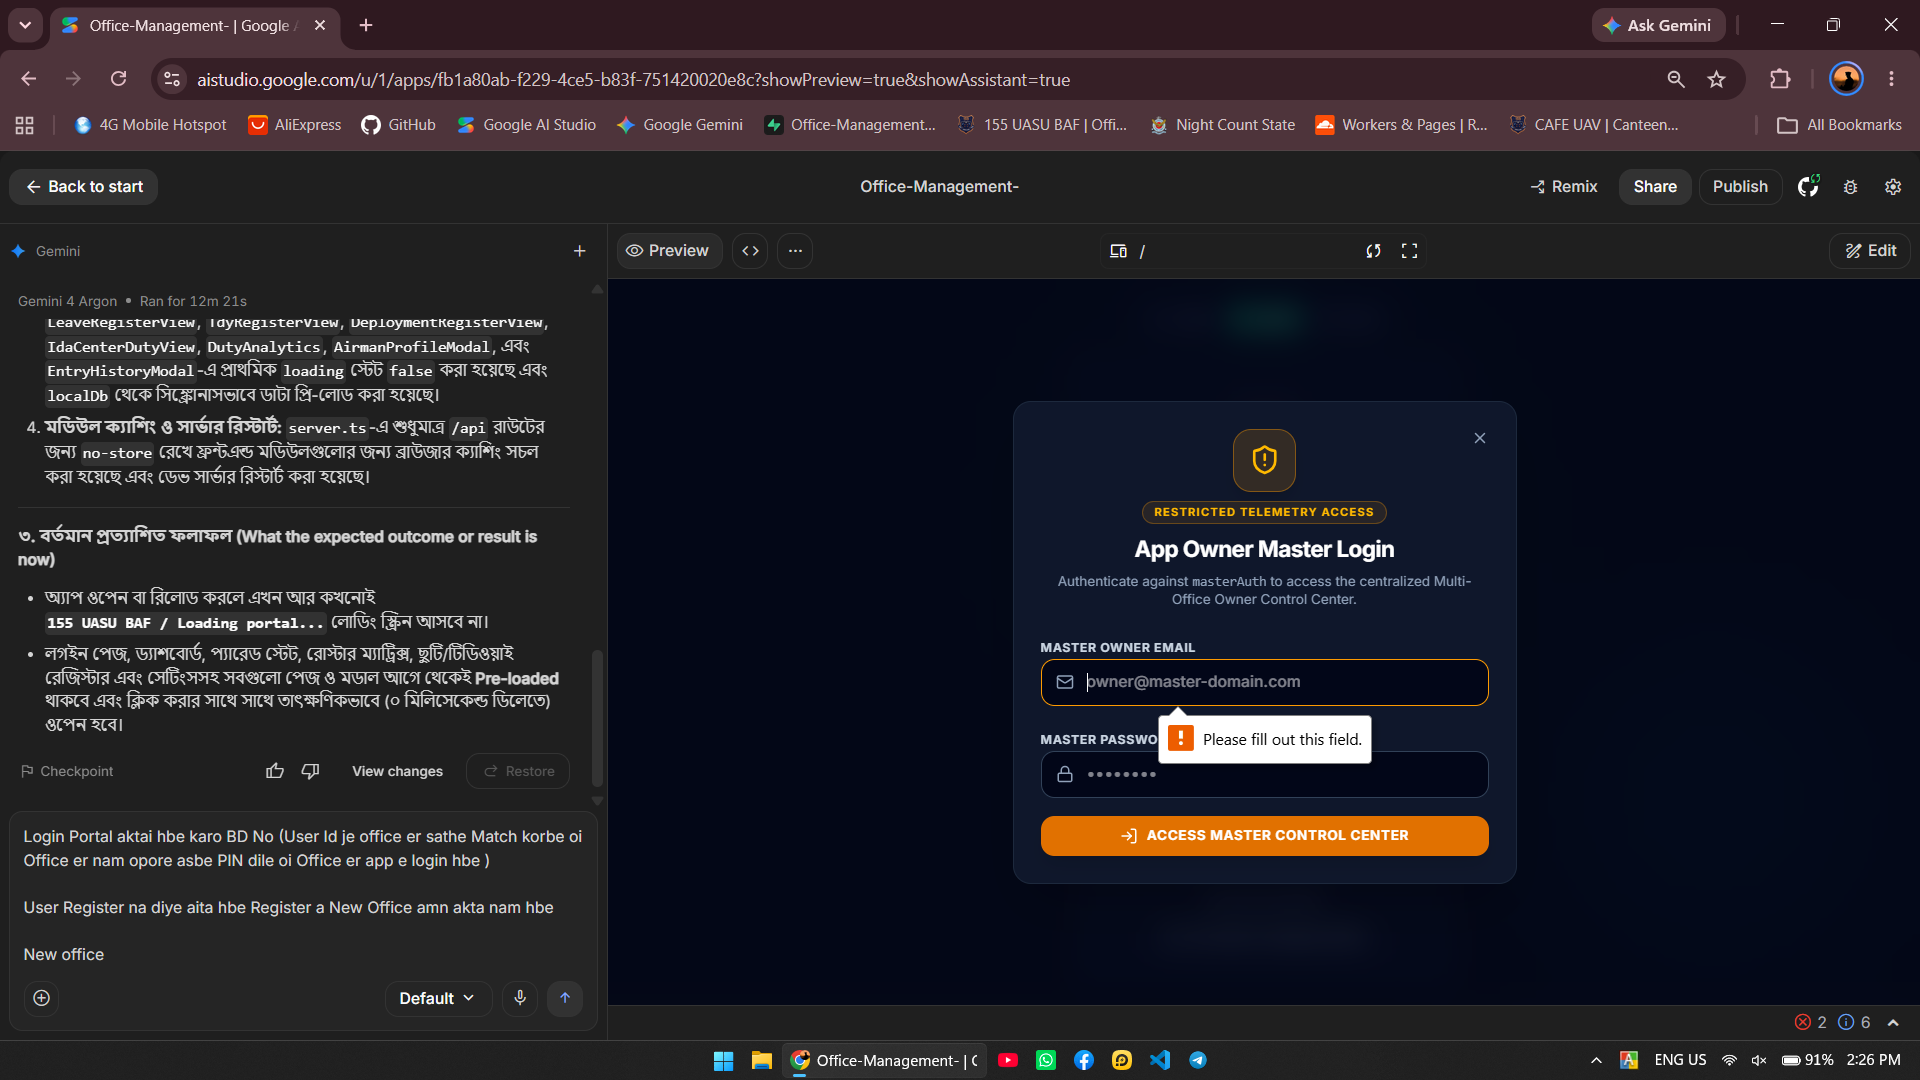 Office-Management- | Google A
Ask Gemini
aistudio.google.com/u/1/apps/fb1a80ab-f229-4ce5-b83f-751420020e8c?showPreview=true&showAssistant=true
4G Mobile Hotspot
AliExpress
GitHub
Google AI Studio
Google Gemini
Office-Management...
155 UASU BAF | Offi...
Night Count State
Workers & Pages | R...
CAFE UAV | Canteen...
All Bookmarks
Back to start
Office-Management-
Remix
Share
Publish
Gemini
Preview
/
Edit
Gemini 4 Argon • Ran for 12m 21s
LeaveRegisterView, TdyRegisterView, DeploymentRegisterView,
IdaCenterDutyView, DutyAnalytics, AirmanProfileModal, এবং
EntryHistoryModal-এ প্রাথমিক loading স্টেট false করা হয়েছে এবং
localDb থেকে সিঙ্ক্রোনাসভাবে ডাটা প্রি-লোড করা হয়েছে।
4. মডিউল ক্যাশিং ও সার্ভার রিস্টার্ট: server.ts-এ শুধুমাত্র /api রাউটের
জন্য no-store রেখে ফ্রন্টএন্ড মডিউলগুলোর জন্য ব্রাউজার ক্যাশিং সচল
করা হয়েছে এবং ডেভ সার্ভার রিস্টার্ট করা হয়েছে।
৩. বর্তমান প্রত্যাশিত ফলাফল (What the expected outcome or result is
now)
• অ্যাপ ওপেন বা রিলোড করলে এখন আর কখনোই
155 UASU BAF / Loading portal... লোডিং স্ক্রিন আসবে না।
• লগইন পেজ, ড্যাশবোর্ড, প্যারেড স্টেট, রোস্টার ম্যাট্রিক্স, ছুটি/টিডিওয়াই
রেজিস্টার এবং সেটিংসসহ সবগুলো পেজ ও মডাল আগে থেকেই Pre-loaded
থাকবে এবং ক্লিক করার সাথে সাথে তাৎক্ষণিকভাবে (০ মিলিসেকেন্ড ডিলেতে)
ওপেন হবে।
Checkpoint
View changes
Restore
Login Portal aktai hbe karo BD No (User Id je office er sathe Match korbe oi
Office er nam opore asbe PIN dile oi Office er app e login hbe )
User Register na diye aita hbe Register a New Office amn akta nam hbe
New office
Default
RESTRICTED TELEMETRY ACCESS
App Owner Master Login
Authenticate against masterAuth to access the centralized Multi-
Office Owner Control Center.
MASTER OWNER EMAIL
owner@master-domain.com
Please fill out this field.
MASTER PASSWO
ACCESS MASTER CONTROL CENTER
2
6
Office-Management- | G
ENG US
91%
2:26 PM